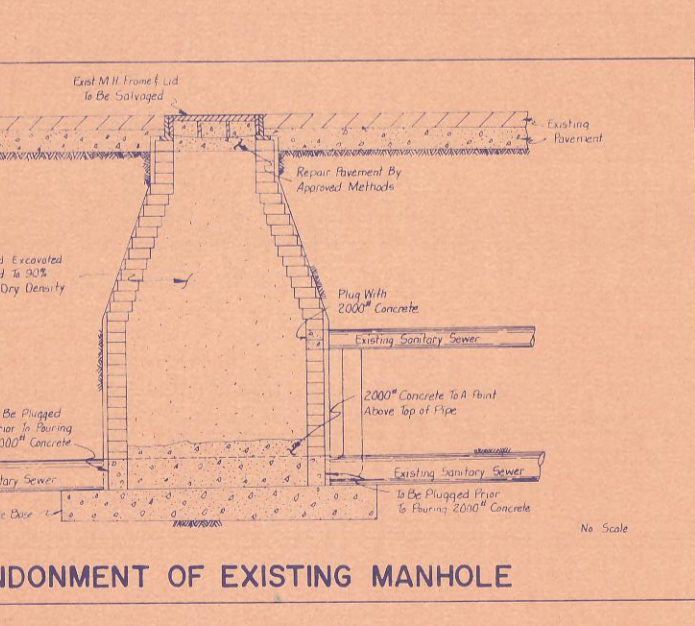 Exist M.H. Frame & Lid
To Be Salvaged
Existing
Pavement
Repair Pavement By
Approved Methods
Excavated
To 90%
Dry Density
Plug With
2000# Concrete
Existing Sanitary Sewer
2000# Concrete To A Point
Above Top of Pipe
Be Plugged
To Pouring
Concrete
Sewer
Existing Sanitary Sewer
To Be Plugged Prior
To Pouring 2000# Concrete
Base
No Scale
NDONMENT OF EXISTING MANHOLE